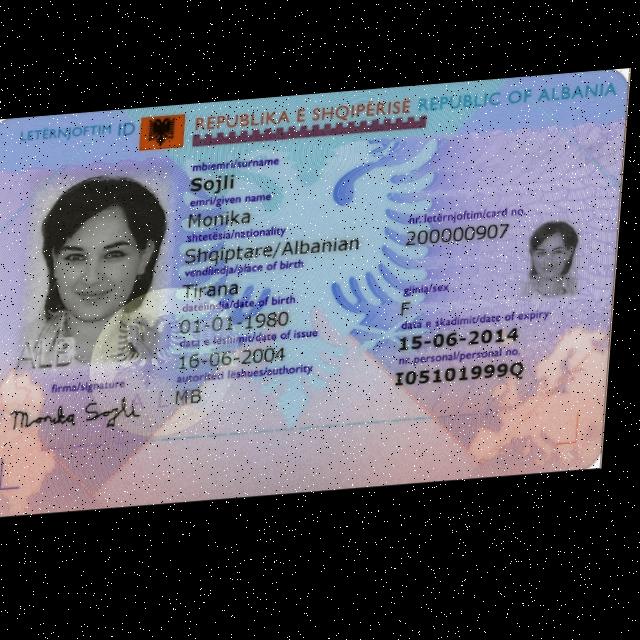 LETËRNJOFTIM ID REPUBLIKA E SHQIPËRISË REPUBLIC OF ALBANIA
mbiemri/surname
Sojli
emri/given name
Monika
shtetësia/nationality
Shqiptare/Albanian
vendlindja/place of birth
Tirana
datelindja/date of birth
01-01-1980
data e lëshimit/date of issue
16-06-2004
autoriteti lëshues/authority
MB
nr.letërnjoftim/card no.
200000907
gjinia/sex
F
data e skadimit/date of expiry
15-06-2014
nr.personal/personal no.
I05101999Q
ALB
firma/signature
Monika Sojli